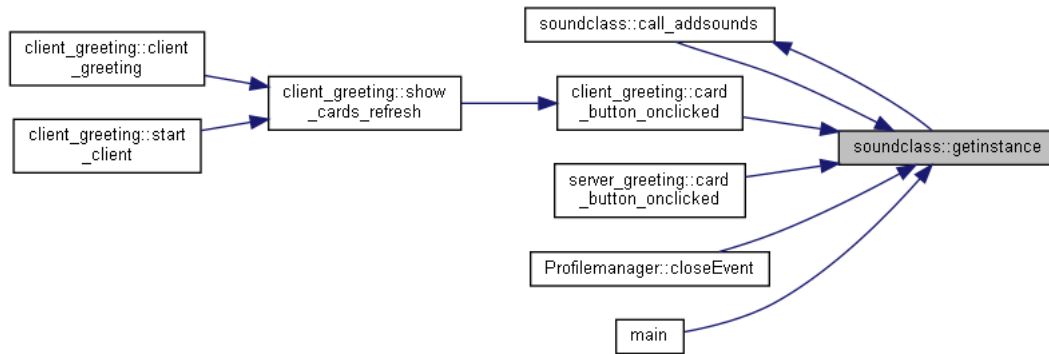 client_greeting::client
_greeting
client_greeting::start
_client
client_greeting::show
_cards_refresh
soundclass::call_addsounds
client_greeting::card
_button_onclicked
server_greeting::card
_button_onclicked
Profilemanager::closeEvent
main
soundclass::getinstance